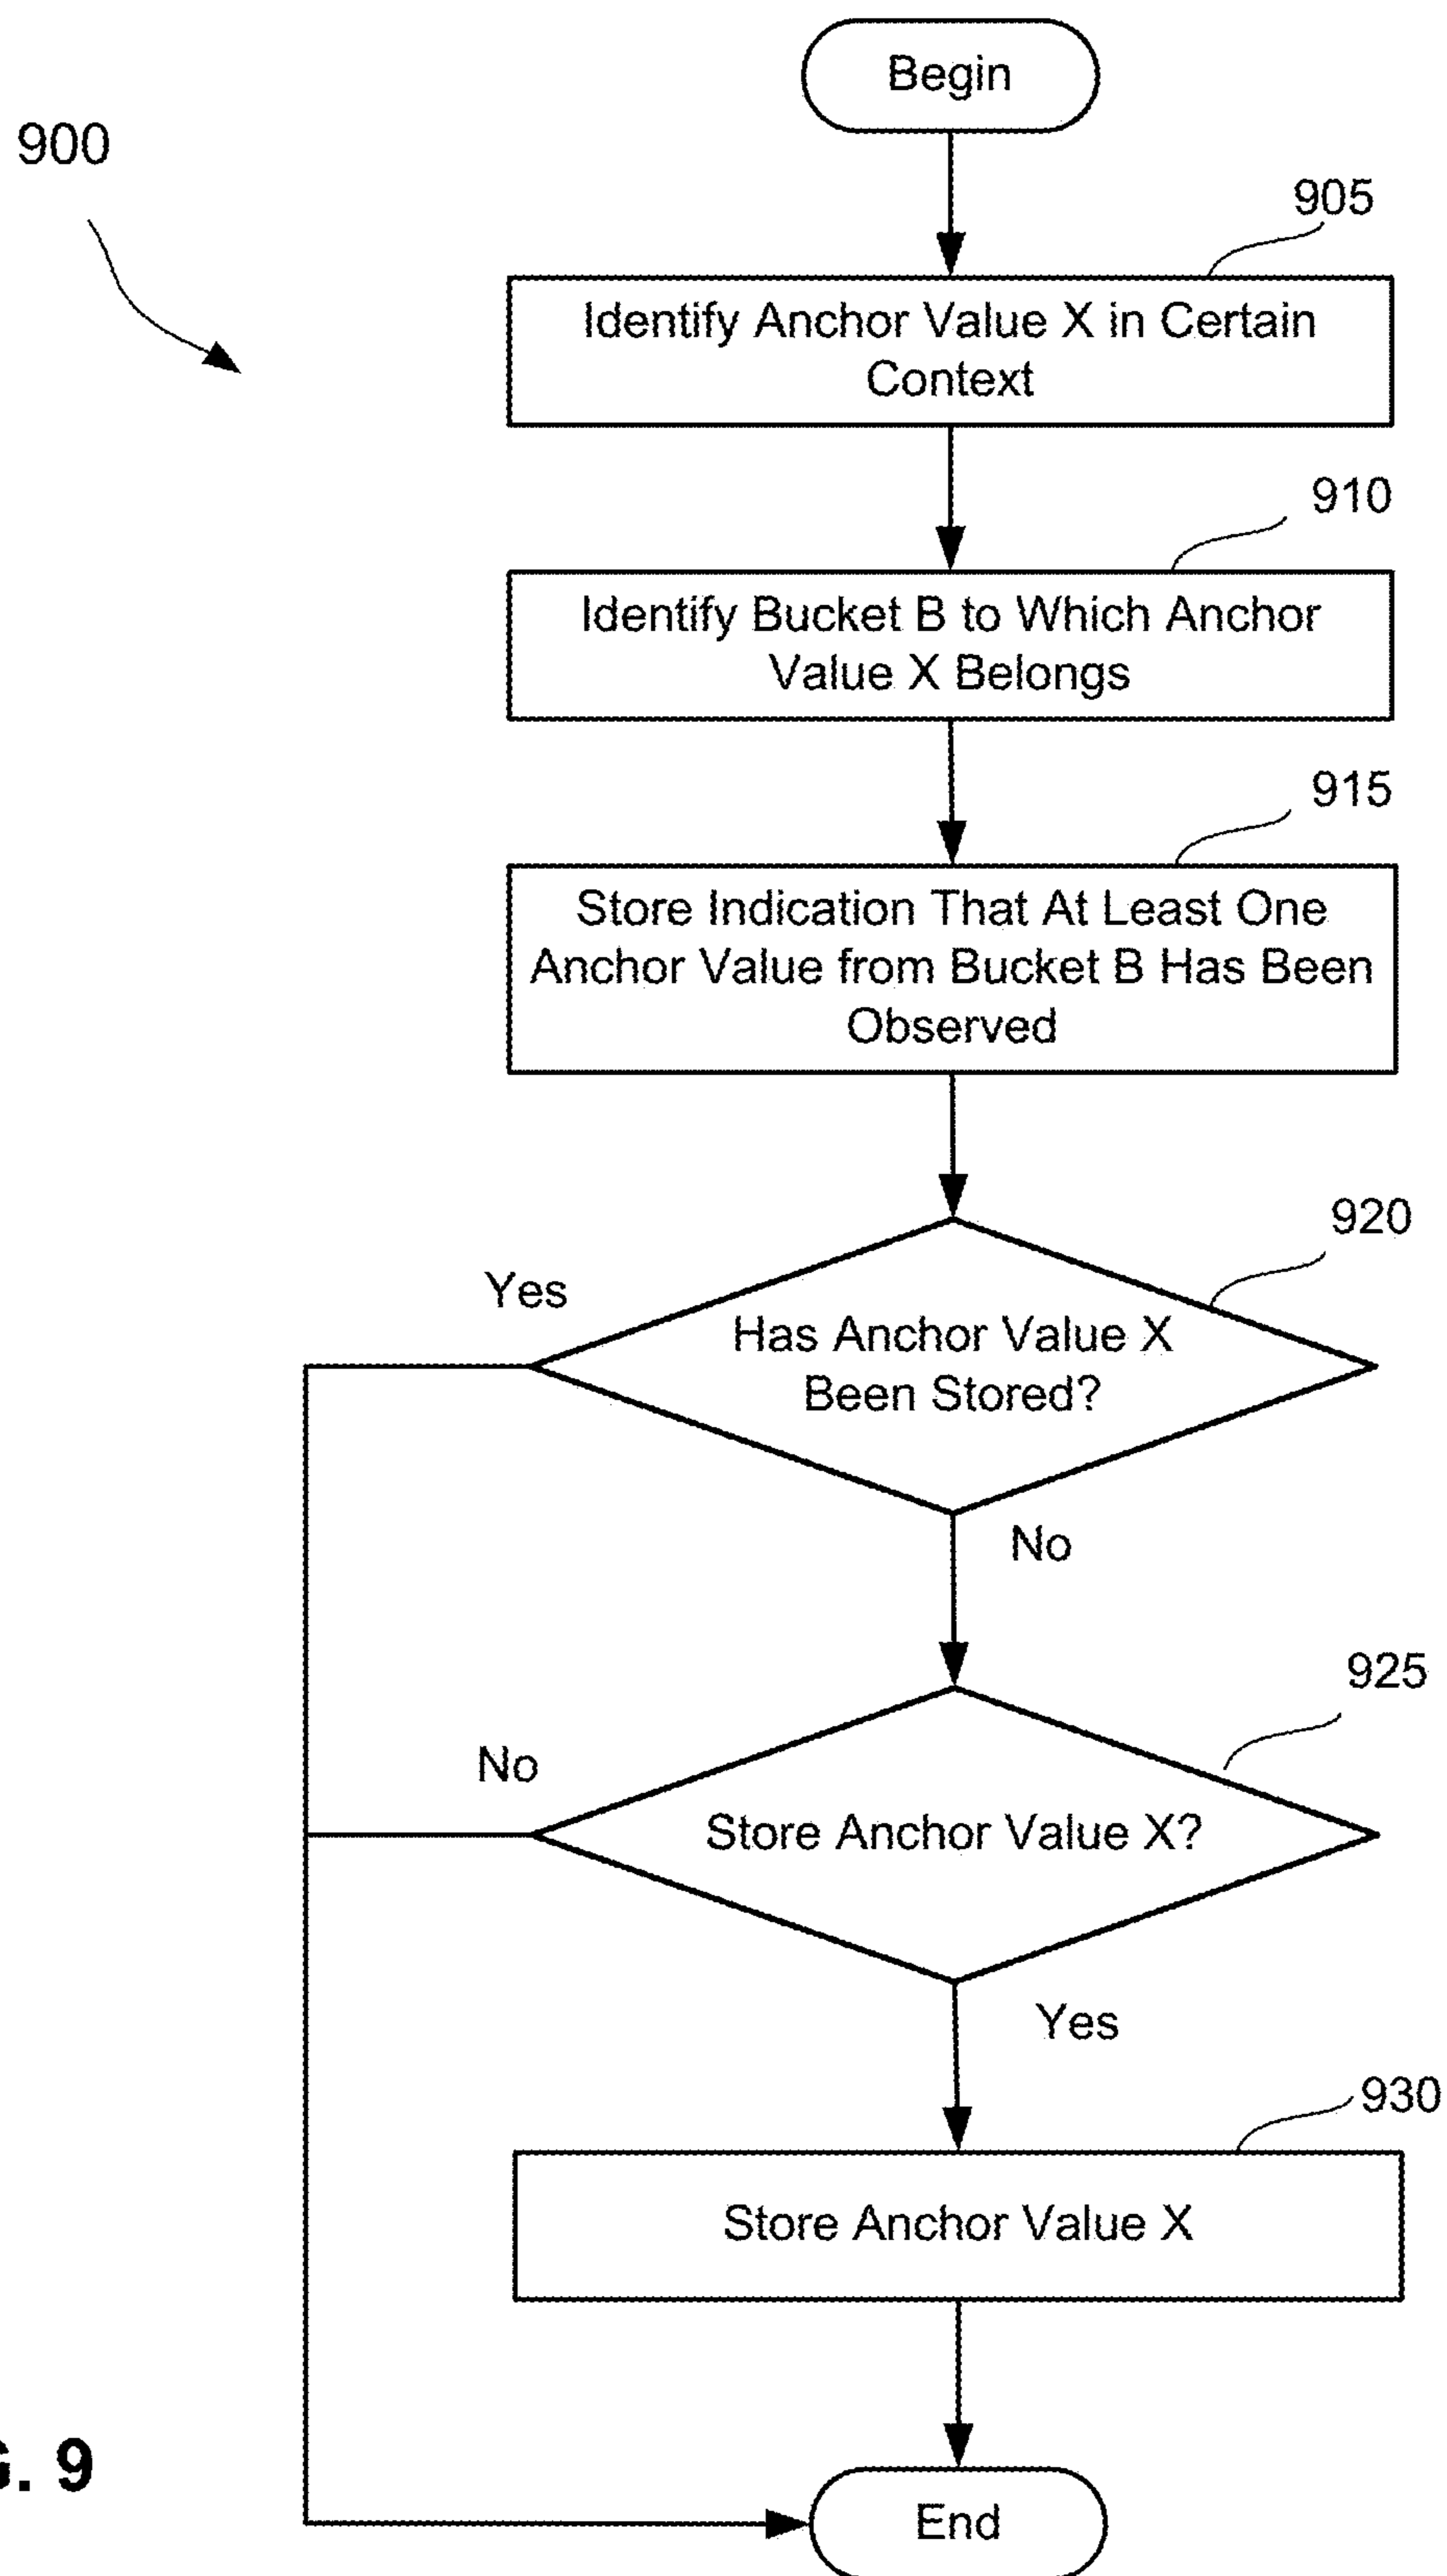 Begin
900
905
Identify Anchor Value X in Certain
Context
910
Identify Bucket B to Which Anchor
Value X Belongs
915
Store Indication That At Least One
Anchor Value from Bucket B Has Been
Observed
920
Yes
Has Anchor Value X
Been Stored?
No
925
No
Store Anchor Value X?
Yes
930
Store Anchor Value X
G. 9
End